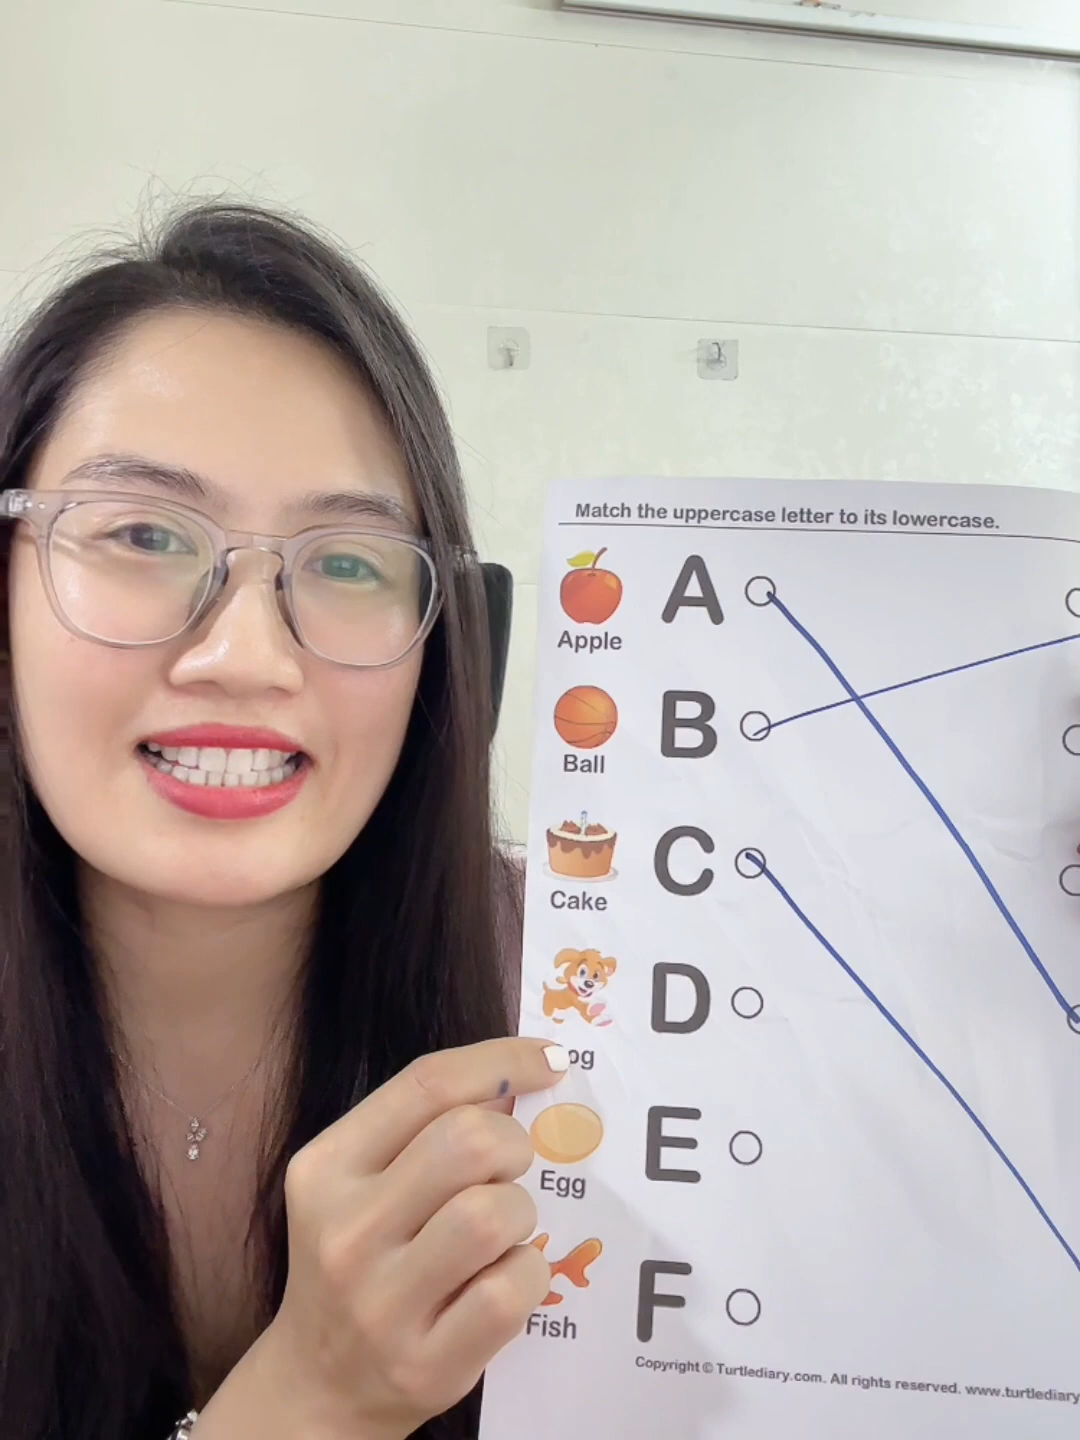 Match the uppercase letter to its lowercase.
A
Apple
B
Ball
C
Cake
D
og
E
Egg
F
Fish
Copyright © Turtlediary.com. All rights reserved. www.turtlediary